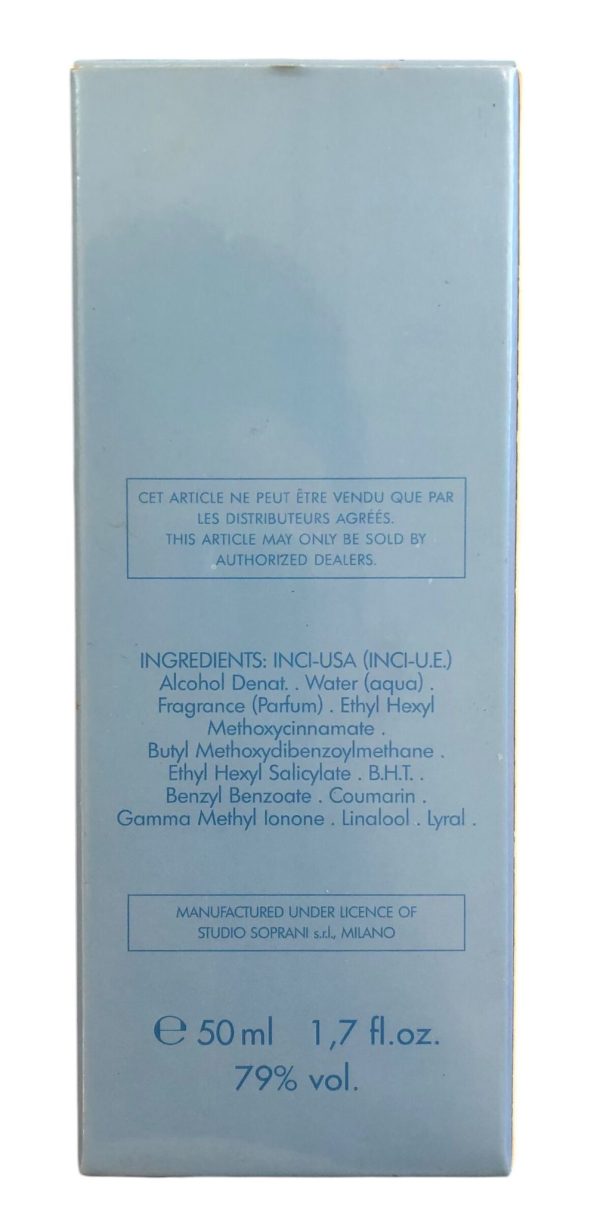 CET ARTICLE NE PEUT ÊTRE VENDU QUE PAR
LES DISTRIBUTEURS AGRÉÉS.
THIS ARTICLE MAY ONLY BE SOLD BY
AUTHORIZED DEALERS.
INGREDIENTS: INCI-USA (INCI-U.E.)
Alcohol Denat. . Water (aqua) .
Fragrance (Parfum) . Ethyl Hexyl
Methoxycinnamate .
Butyl Methoxydibenzoylmethane .
Ethyl Hexyl Salicylate . B.H.T. .
Benzyl Benzoate . Coumarin .
Gamma Methyl Ionone . Linalool . Lyral .
MANUFACTURED UNDER LICENCE OF
STUDIO SOPRANI s.r.l., MILANO
℮ 50 ml 1,7 fl.oz.
79% vol.